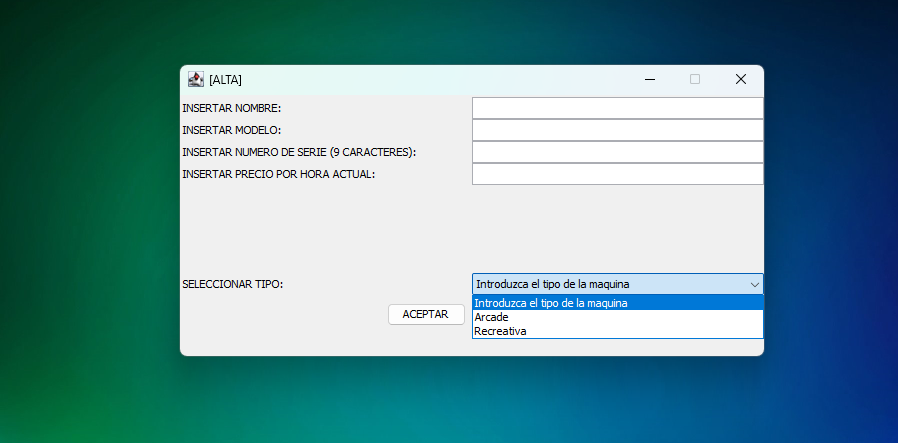 [ALTA]
INSERTAR NOMBRE:
INSERTAR MODELO:
INSERTAR NUMERO DE SERIE (9 CARACTERES):
INSERTAR PRECIO POR HORA ACTUAL:
SELECCIONAR TIPO:
Introduzca el tipo de la maquina
Introduzca el tipo de la maquina
Arcade
Recreativa
ACEPTAR